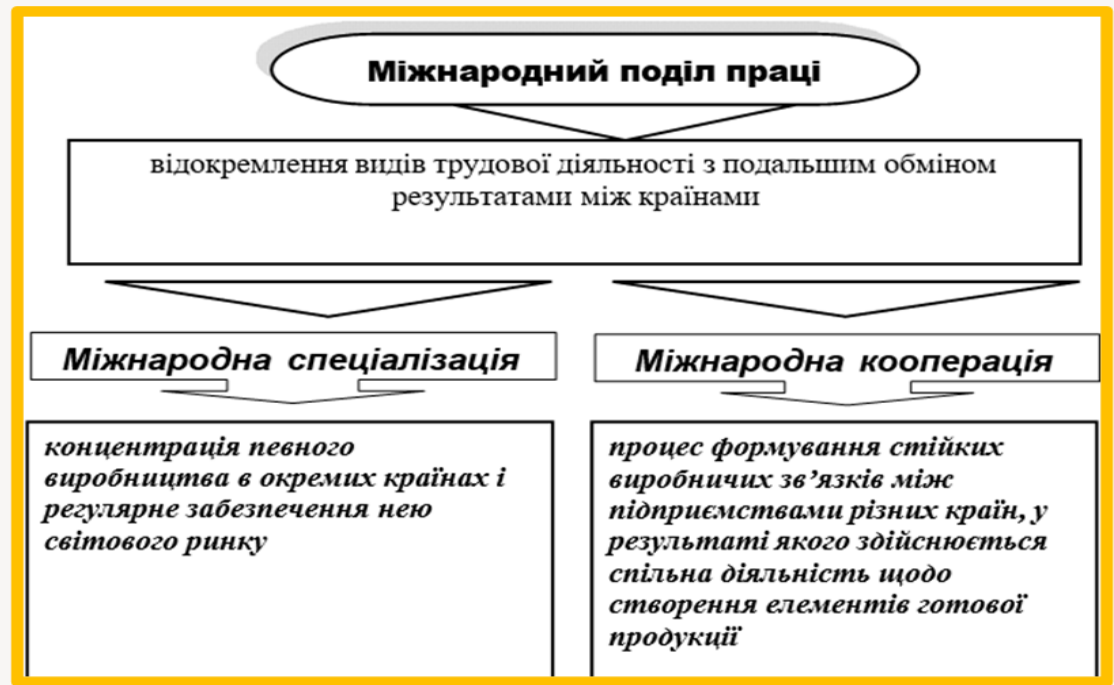 Міжнародний поділ праці
відокремлення видів трудової діяльності з подальшим обміном
результатами між країнами
Міжнародна спеціалізація
концентрація певного
виробництва в окремих країнах і
регулярне забезпечення нею
світового ринку
Міжнародна кооперація
процес формування стійких
виробничих зв’язків між
підприємствами різних країн, у
результаті якого здійснюється
спільна діяльність щодо
створення елементів готової
продукції